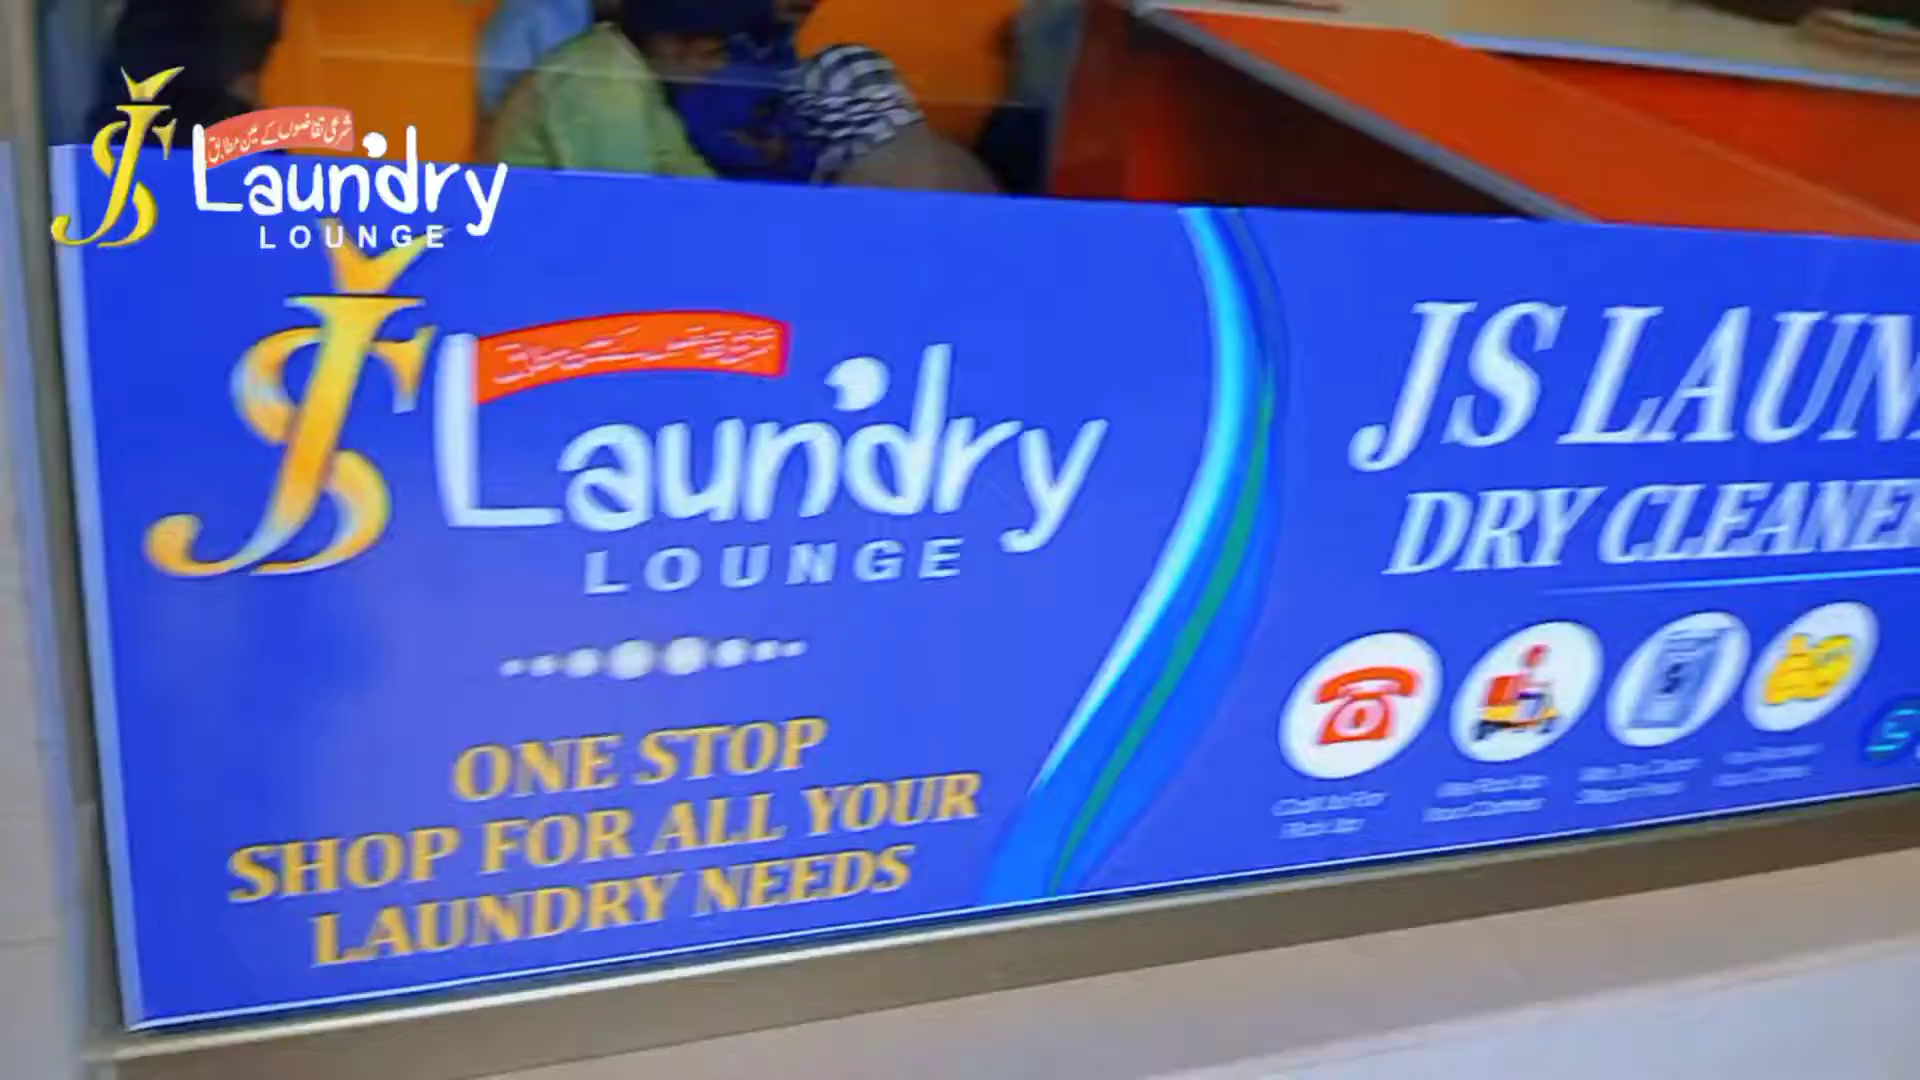 JS
شرعی تقاضوں کے عین مطابق
Laundry
LOUNGE
JS
Laundry
LOUNGE
ONE STOP
SHOP FOR ALL YOUR
LAUNDRY NEEDS
JS LAUN
DRY CLEANE